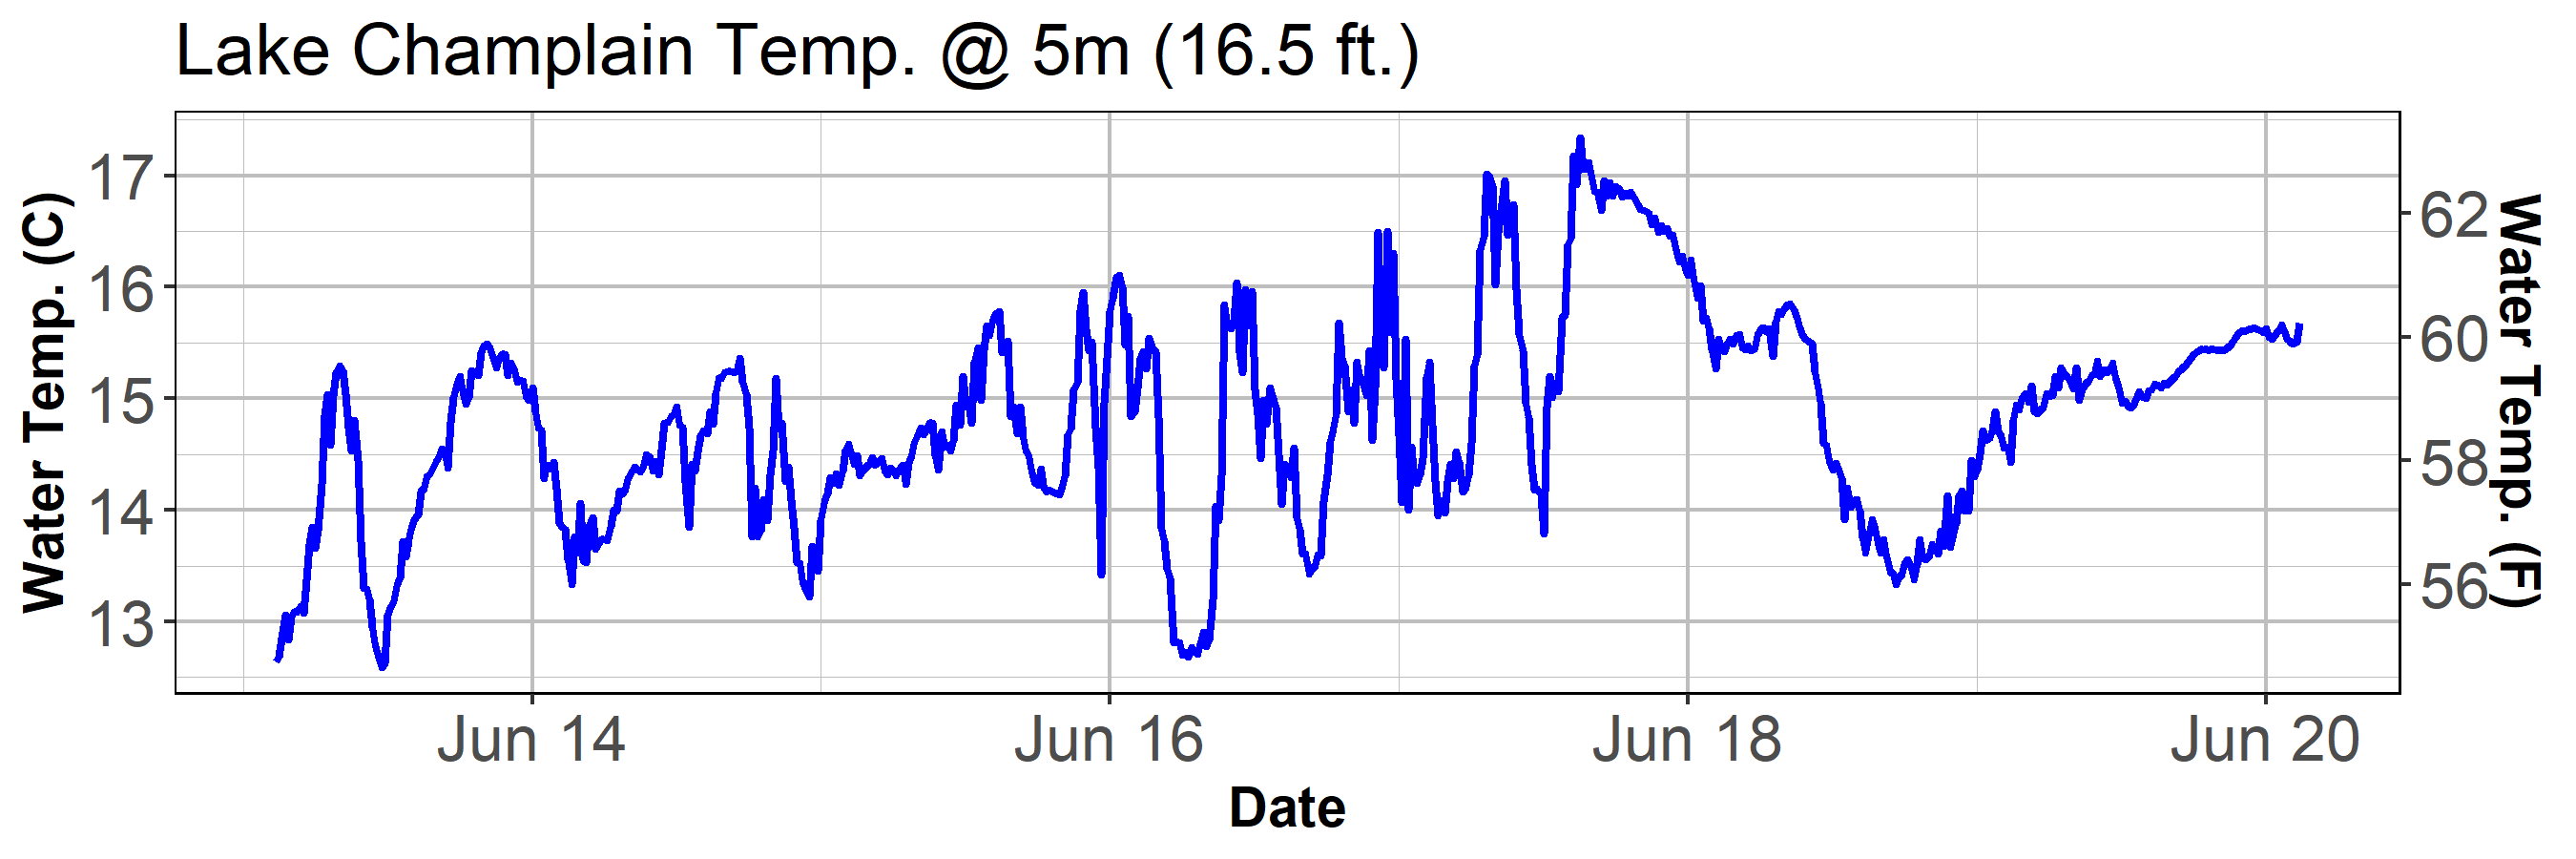 Lake Champlain Temp. @ 5m (16.5 ft.)
Water Temp. (C)
17
16
15
14
13
62
60
58
56
Water Temp. (F)
Jun 14 Jun 16 Jun 18 Jun 20
Date